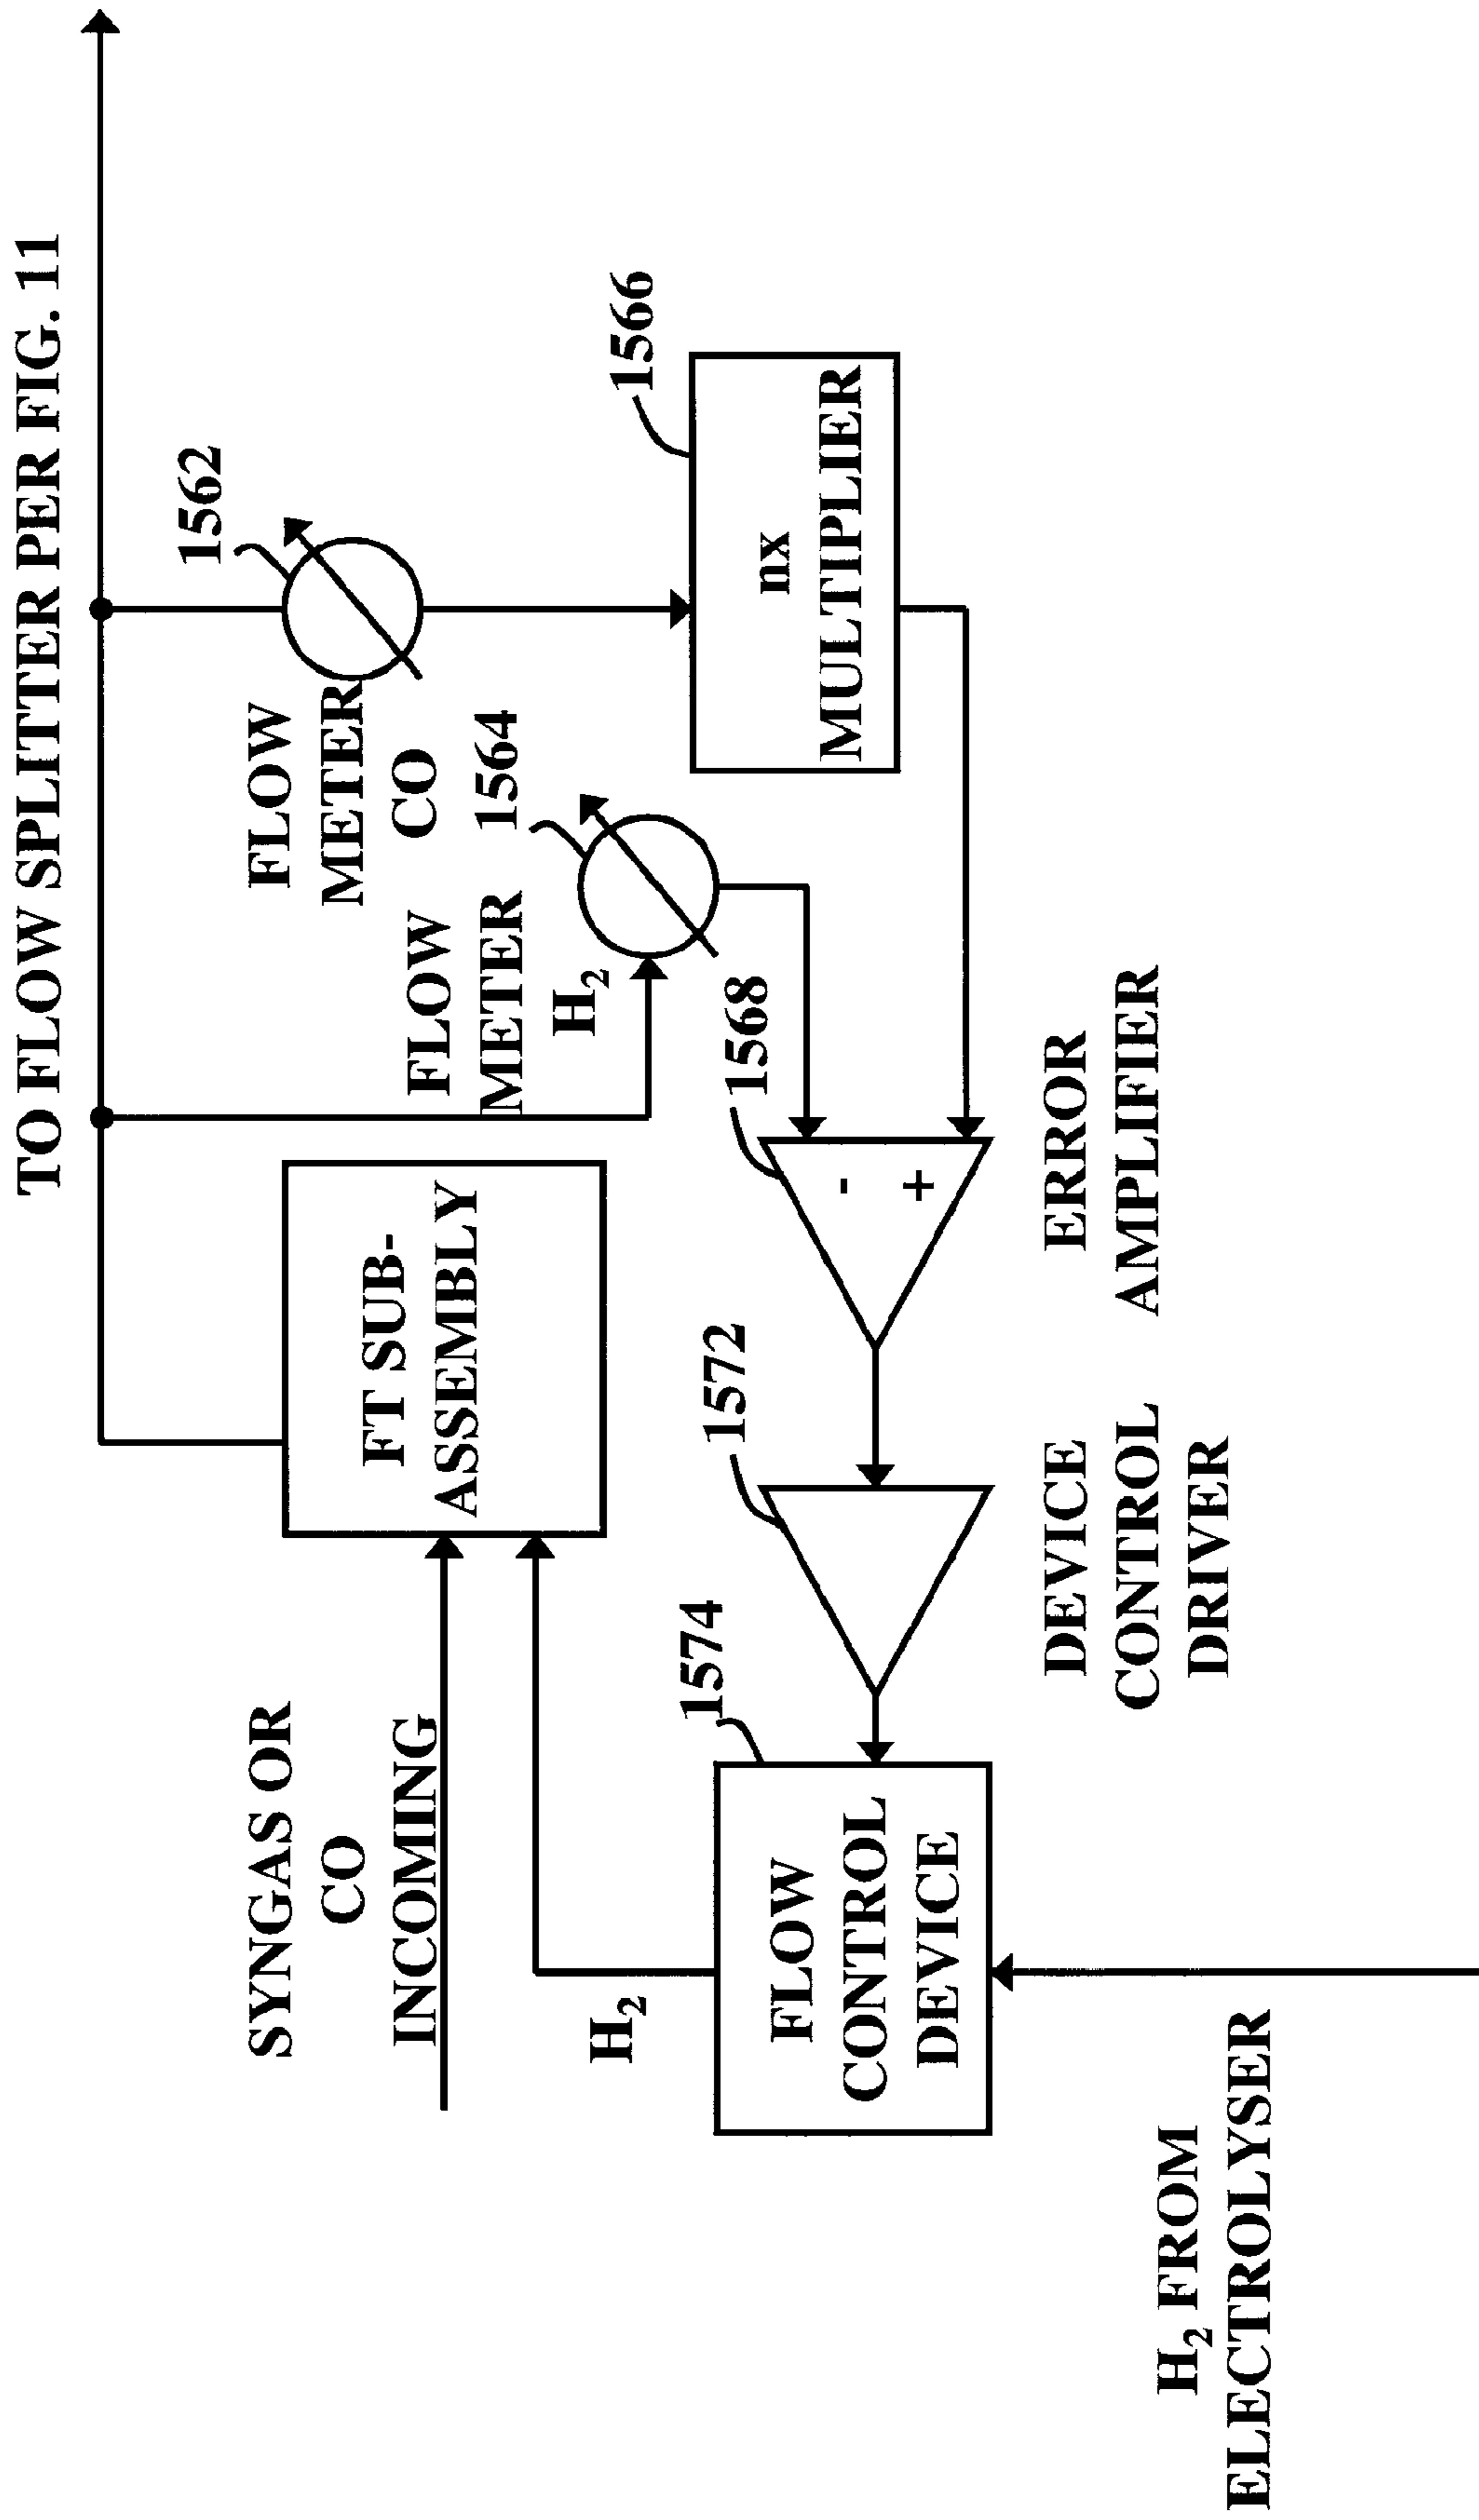 TO FLOW SPLITTER PER FIG. 11
1562
FLOW
METER
CO
1564
FLOW
METER
H2
1566
nx
MULTIPLIER
FT SUB-
ASSEMBLY
SYNGAS OR
CO
INCOMING
H2
1568
-
+
ERROR
AMPLIFIER
1572
DEVICE
CONTROL
DRIVER
1574
FLOW
CONTROL
DEVICE
H2 FROM
ELECTROLYSER